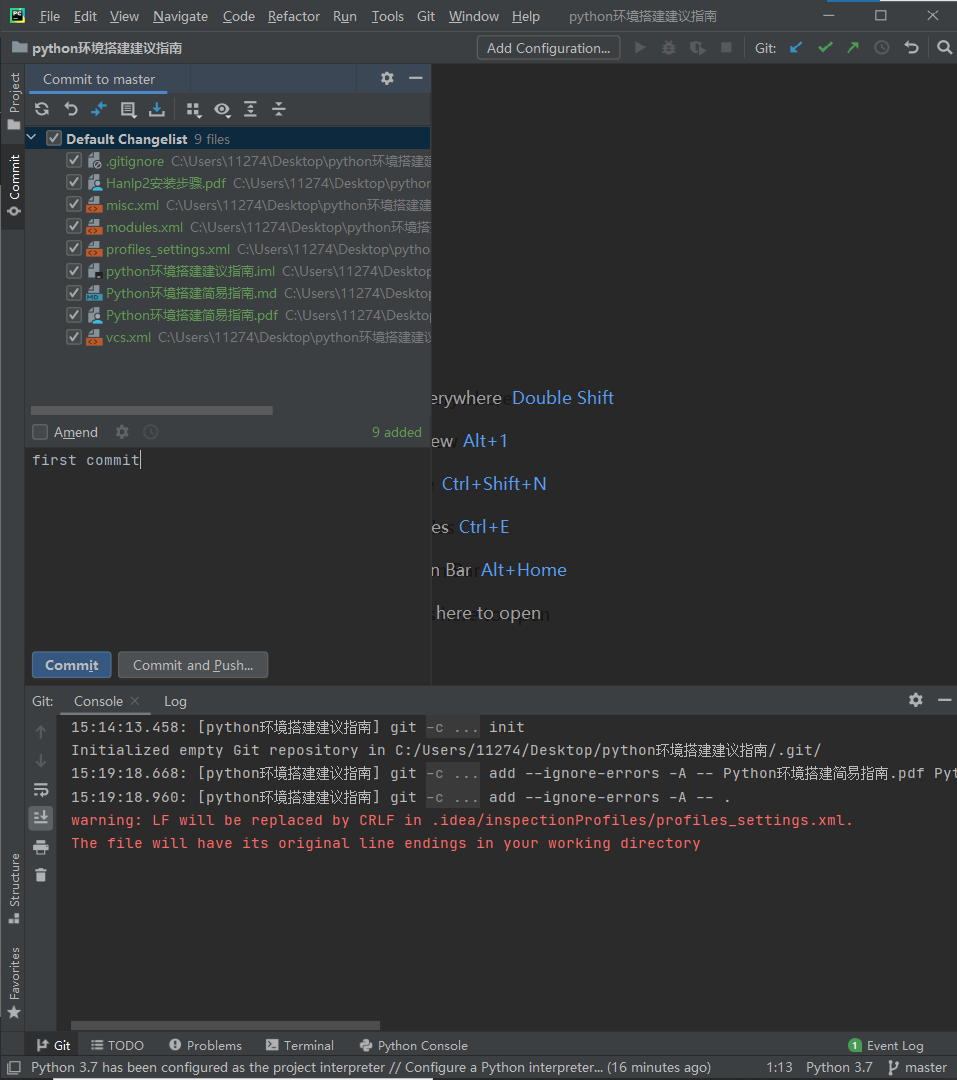 PC File Edit View Navigate Code Refactor Run Tools Git Window Help python环境搭建建议指南
python环境搭建建议指南 Add Configuration... Git:
Project
Commit
Structure
Favorites
Commit to master
Default Changelist 9 files
.gitignore C:\Users\11274\Desktop\python环境搭建建
Hanlp2安装步骤.pdf C:\Users\11274\Desktop\python
misc.xml C:\Users\11274\Desktop\python环境搭建建
modules.xml C:\Users\11274\Desktop\python环境搭
profiles_settings.xml C:\Users\11274\Desktop\pytho
python环境搭建建议指南.iml C:\Users\11274\Desktop
Python环境搭建简易指南.md C:\Users\11274\Desktop
Python环境搭建简易指南.pdf C:\Users\11274\Desktop
vcs.xml C:\Users\11274\Desktop\python环境搭建建议
Amend 9 added
first commit
Commit Commit and Push...
erywhere Double Shift
ew Alt+1
Ctrl+Shift+N
es Ctrl+E
n Bar Alt+Home
here to open
Git: Console Log
15:14:13.458: [python环境搭建建议指南] git -c ... init
Initialized empty Git repository in C:/Users/11274/Desktop/python环境搭建建议指南/.git/
15:19:18.668: [python环境搭建建议指南] git -c ... add --ignore-errors -A -- Python环境搭建简易指南.pdf Pyt
15:19:18.960: [python环境搭建建议指南] git -c ... add --ignore-errors -A -- .
warning: LF will be replaced by CRLF in .idea/inspectionProfiles/profiles_settings.xml.
The file will have its original line endings in your working directory
Git TODO Problems Terminal Python Console 1 Event Log
Python 3.7 has been configured as the project interpreter // Configure a Python interpreter... (16 minutes ago) 1:13 Python 3.7 master